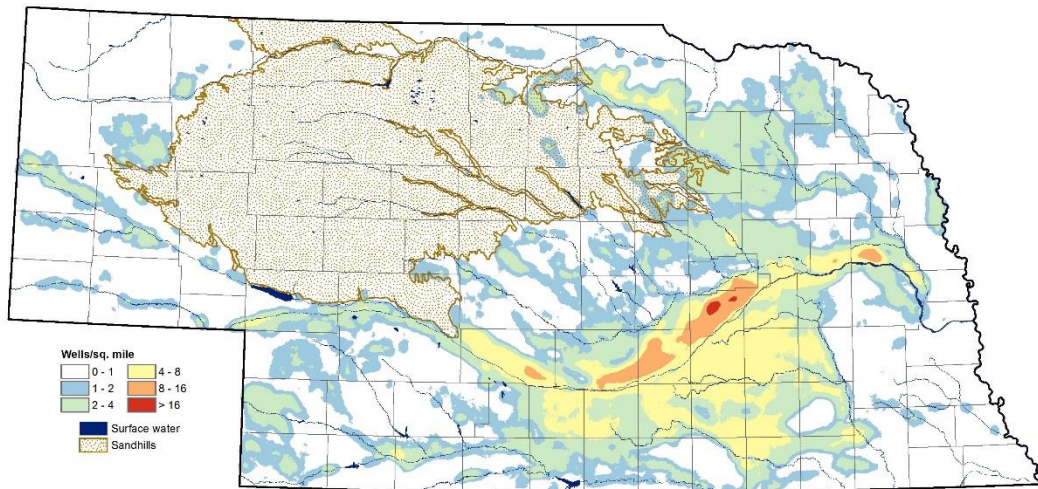 Wells/sq. mile
0 - 1
4 - 8
1 - 2
8 - 16
2 - 4
> 16
Surface water
Sandhills